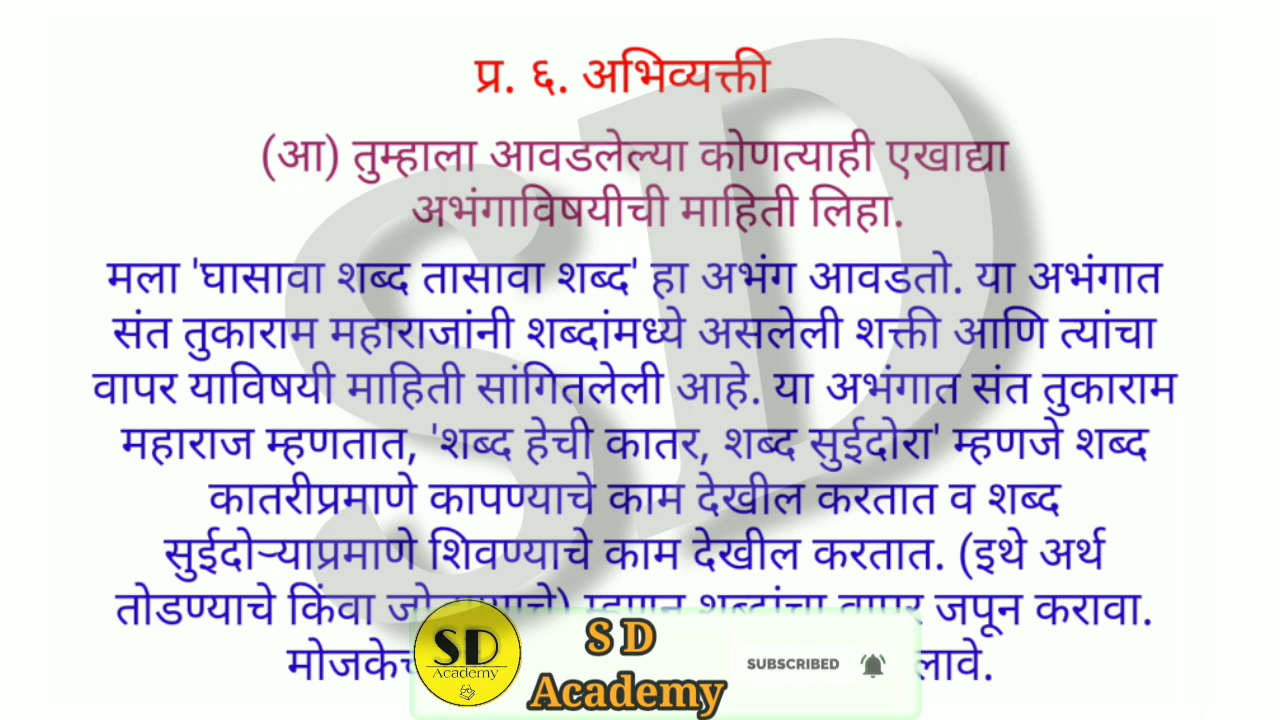 प्र. ६. अभिव्यक्ती
(आ) तुम्हाला आवडलेल्या कोणत्याही एखाद्या
अभंगाविषयीची माहिती लिहा.
मला 'घासावा शब्द तासावा शब्द' हा अभंग आवडतो. या अभंगात
संत तुकाराम महाराजांनी शब्दांमध्ये असलेली शक्ती आणि त्यांचा
वापर याविषयी माहिती सांगितलेली आहे. या अभंगात संत तुकाराम
महाराज म्हणतात, 'शब्द हेची कातर, शब्द सुईदोरा' म्हणजे शब्द
कातरीप्रमाणे कापण्याचे काम देखील करतात व शब्द
सुईदोऱ्याप्रमाणे शिवण्याचे काम देखील करतात. (इथे अर्थ
तोडण्याचे किंवा जपून करावा.
SD
Academy
S D
Academy
SUBSCRIBED
SD